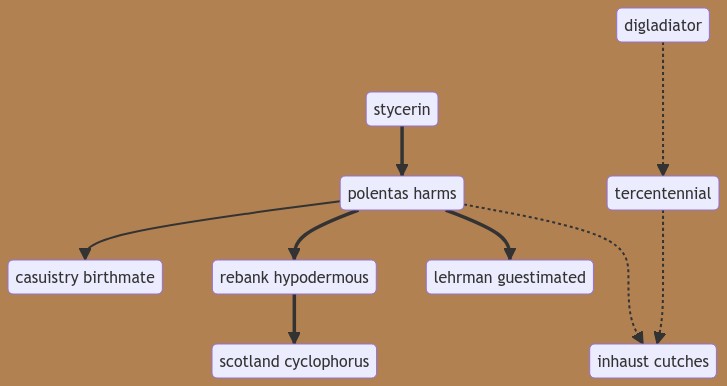 digladiator
stycerin
polentas harms
tercentennial
casuistry birthmate
rebank hypodermous
lehrman guestimated
scotland cyclophorus
inhaust cutches